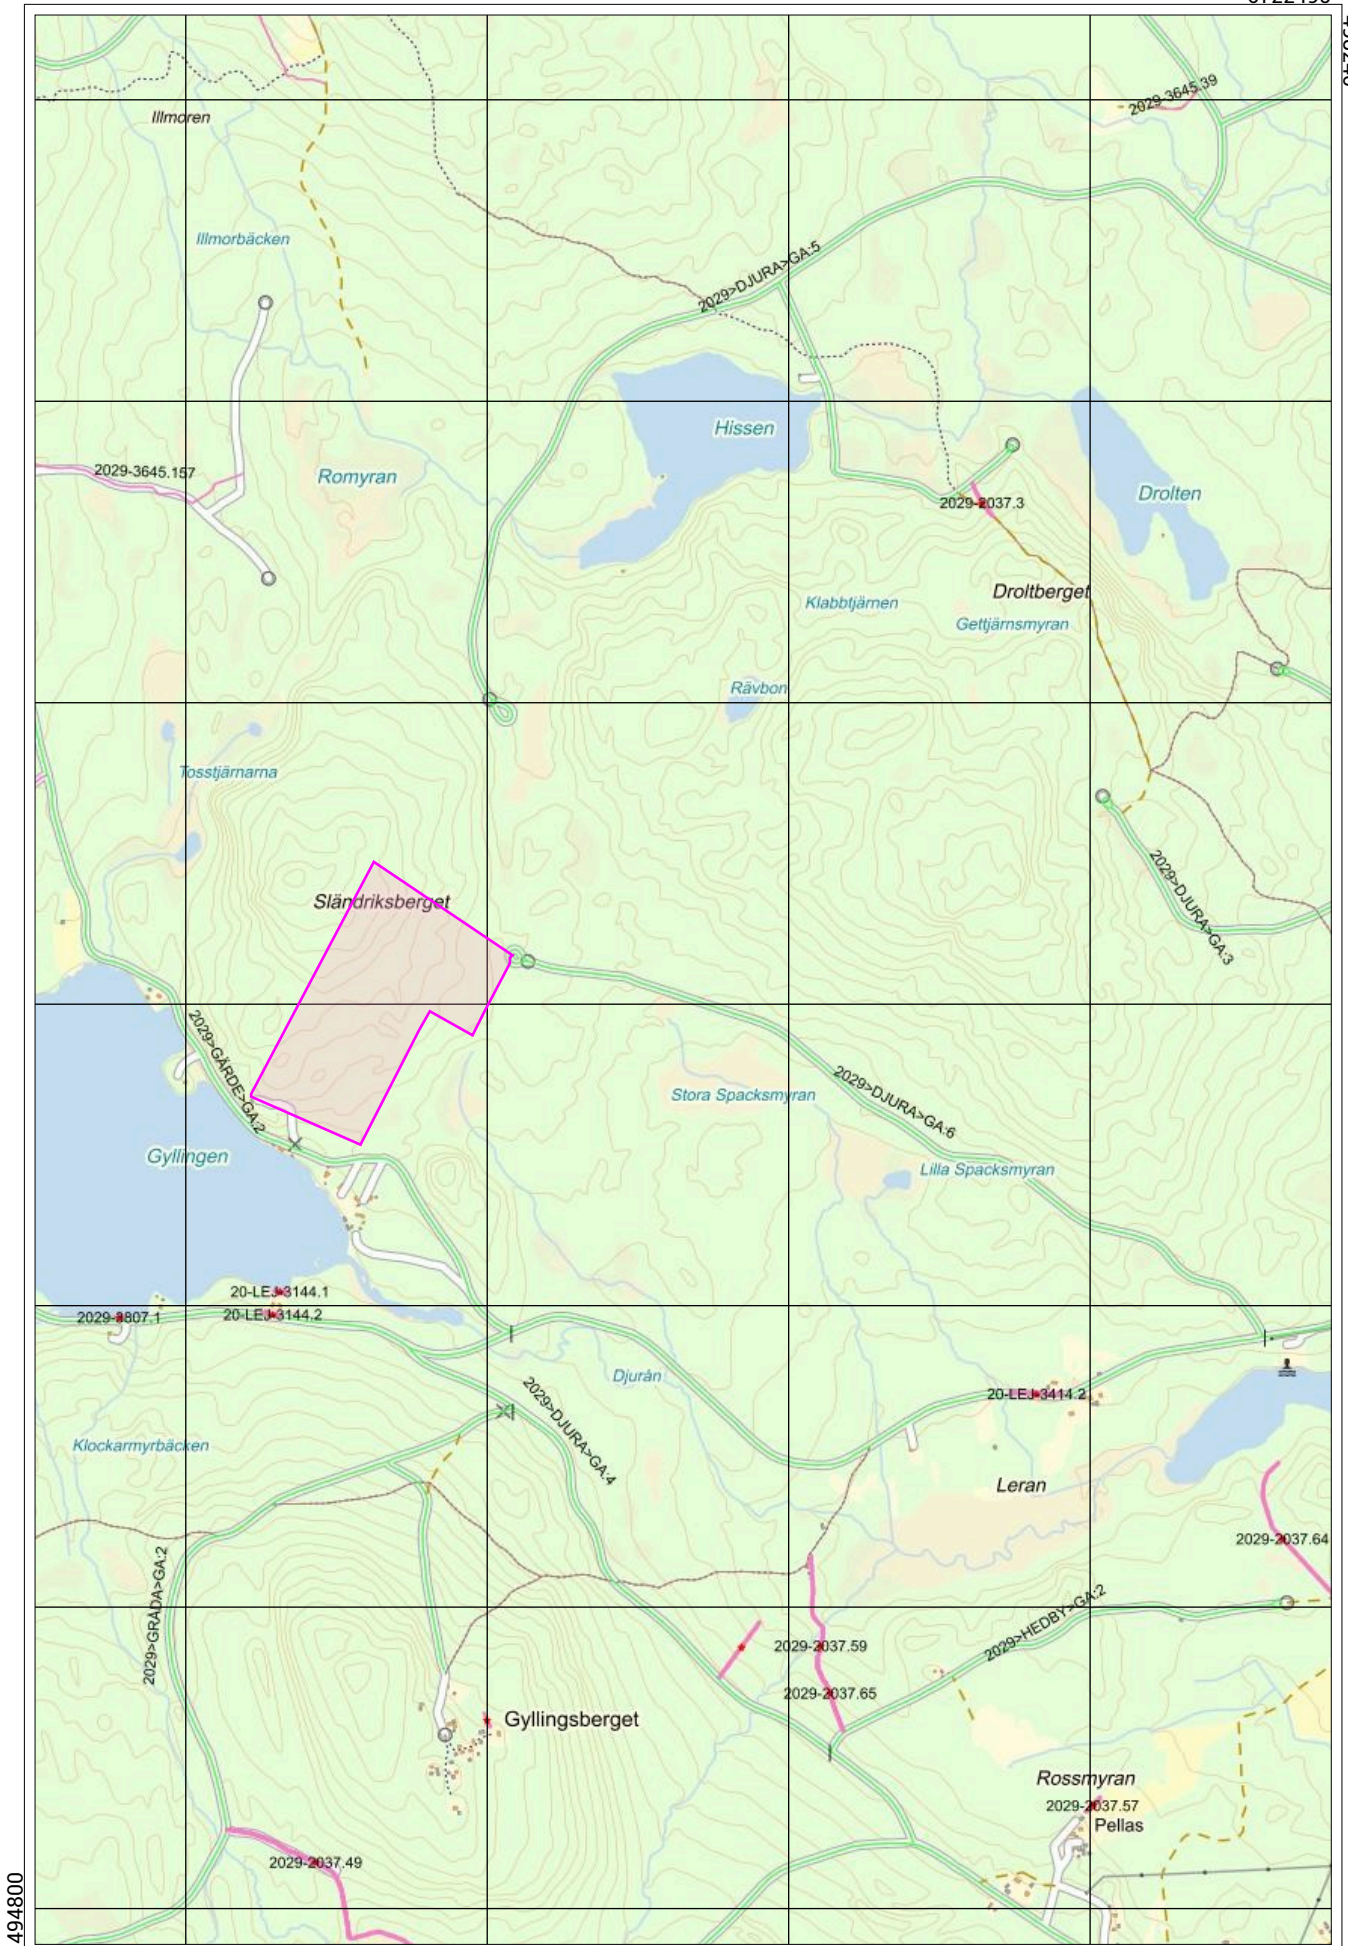 2029-3645.39
Illmoren
Illmorbäcken
2029>DJURA>GA:5
Hissen
2029-3645.157
Romyran
Drolten
2029-2037.3
Droltberget
Klabbtjärnen
Gettjärnsmyran
Rävbon
Tosstjärnarna
2029>DJURA>GA:3
Sländriksberget
2029>GÄRDE>GA:2
Stora Spacksmyran
2029>DJURA>GA:6
Gyllingen
Lilla Spacksmyran
20-LEJ-3144.1
20-LEJ-3144.2
2029-3807.1
Djurån
2029>DJURA>GA:4
20-LEJ-3414.2
Klockarmyrbäcken
Leran
2029-2037.64
2029>GRÅDA>GA:2
2029>HEDBY>GA:2
2029-2037.59
2029-2037.65
Gyllingsberget
Rossmyran
2029-2037.57
Pellas
2029-2037.49
494800